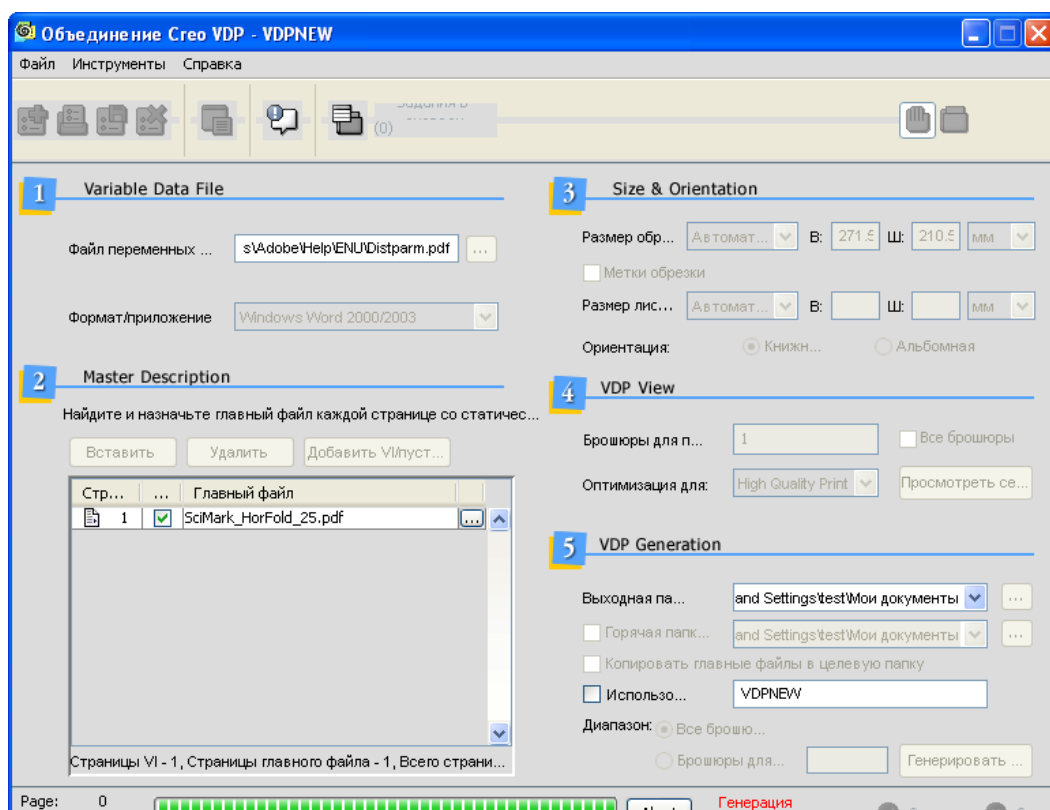 Объединение Creo VDP - VDPNEW
Файл Инструменты Справка
(0)
1 Variable Data File
Файл переменных ... s\Adobe\Help\ENU\Distparm.pdf ...
Формат/приложение Windows Word 2000/2003
2 Master Description
Найдите и назначьте главный файл каждой странице со статичес...
Вставить Удалить Добавить VI/пуст...
Стр... ... Главный файл
1 SciMark_HorFold_25.pdf ...
Страницы VI - 1, Страницы главного файла - 1, Всего страни...
3 Size & Orientation
Размер обр... Автомат... В: 271.5 Ш: 210.5 мм
Метки обрезки
Размер лис... Автомат... В: Ш: мм
Ориентация: Книжн... Альбомная
4 VDP View
Брошюры для п... 1 Все брошюры
Оптимизация для: High Quality Print Просмотреть се...
5 VDP Generation
Выходная па... and Settings\test\Мои документы ...
Горячая папк... and Settings\test\Мои документы ...
Копировать главные файлы в целевую папку
Использо... VDPNEW
Диапазон: Все брошю...
Брошюры для... Генерировать ...
Page: 0 Генерация